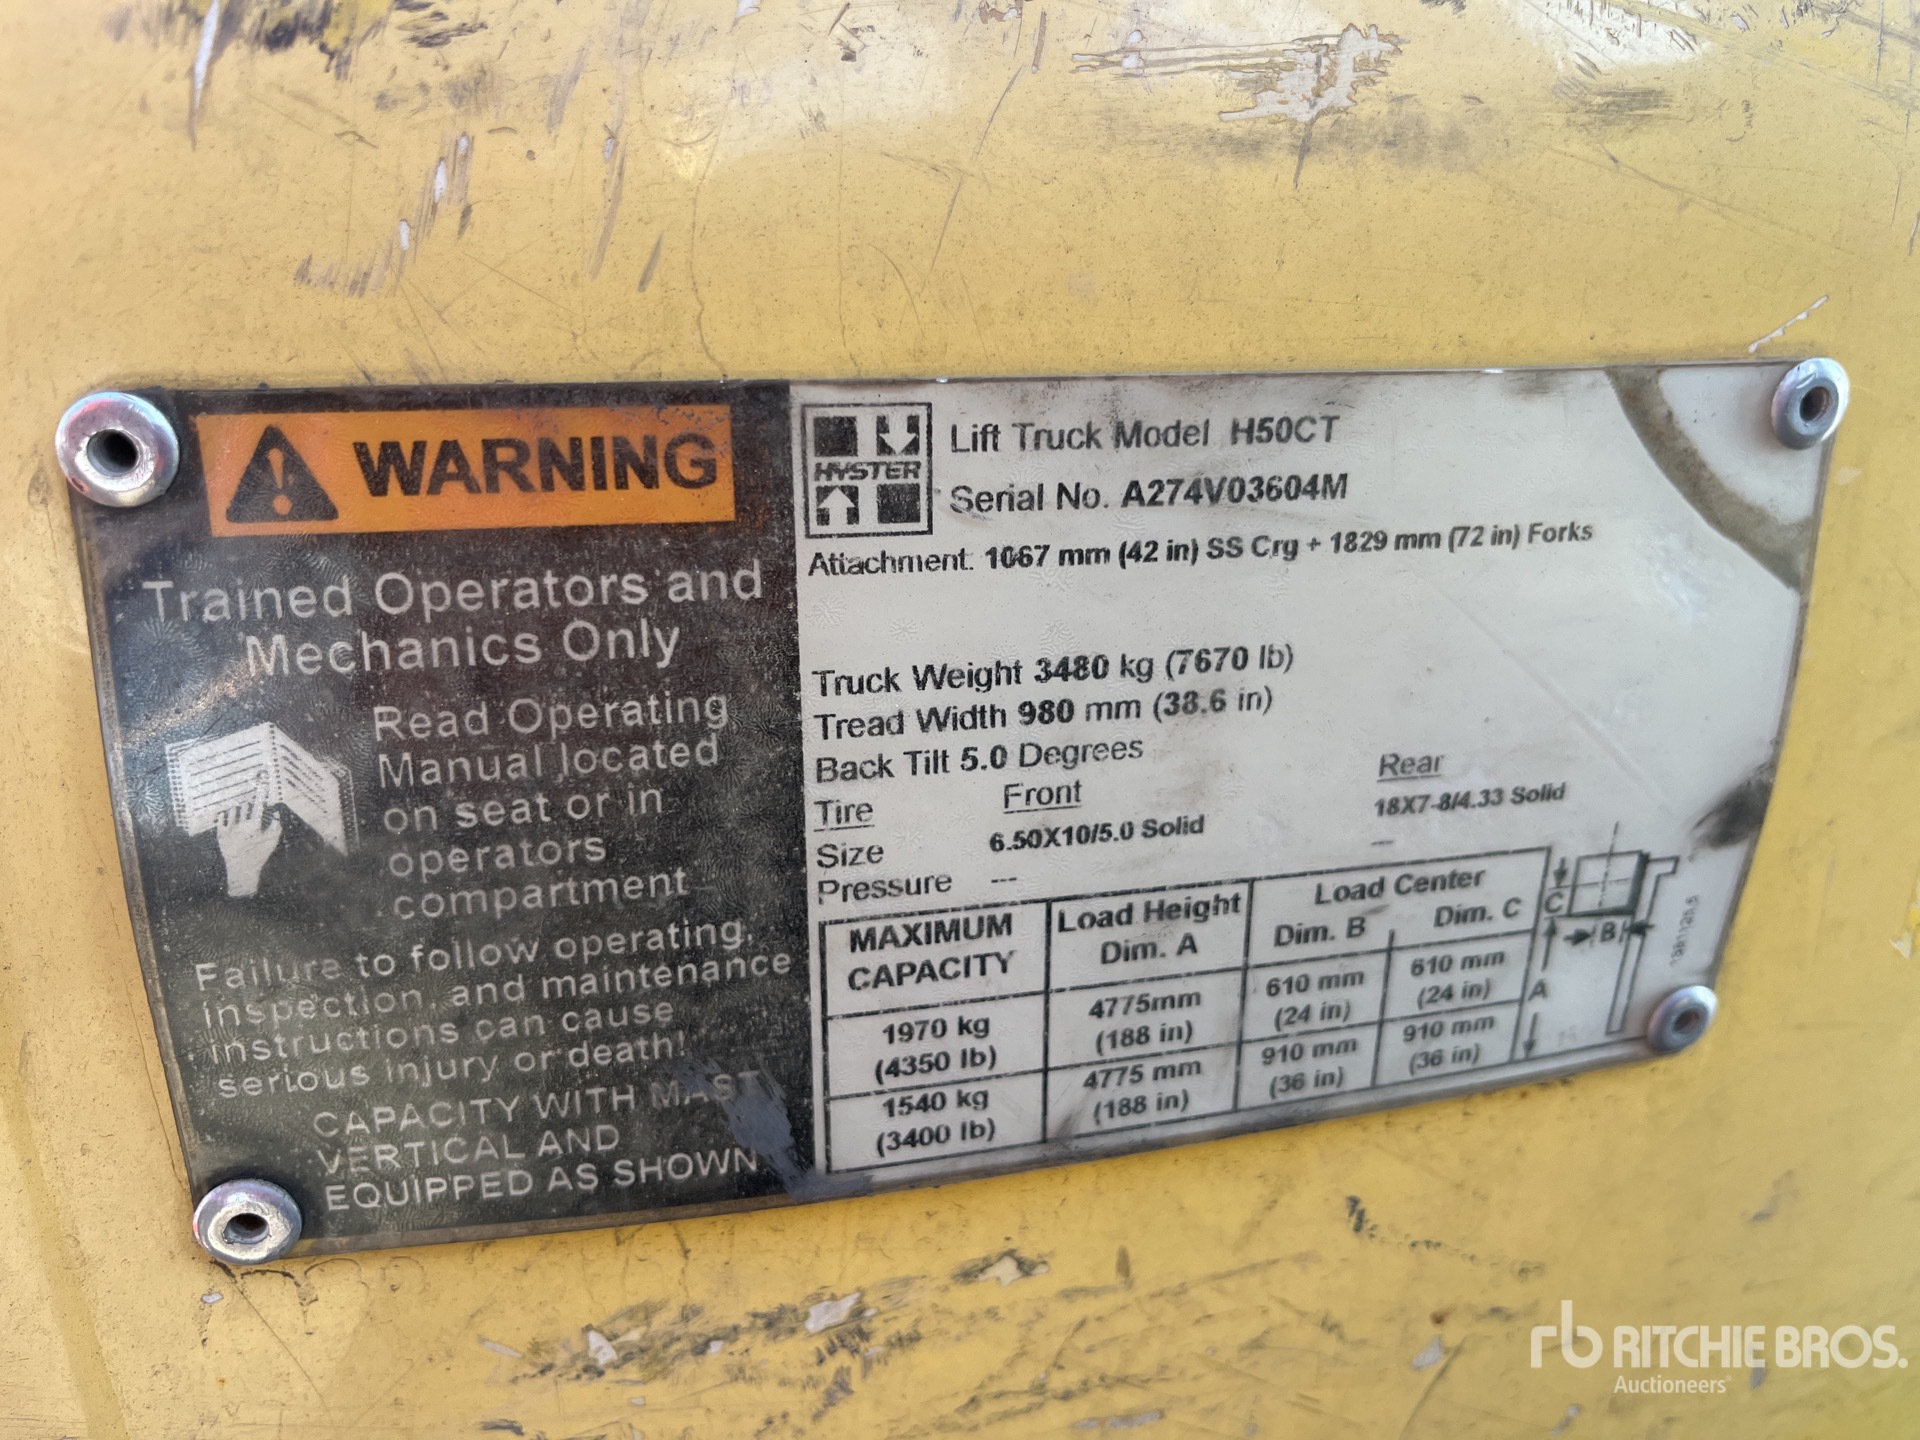 WARNING
Trained Operators and
Mechanics Only
Read Operating
Manual located
on seat or in
operators
compartment
Failure to follow operating,
inspection, and maintenance
instructions can cause
serious injury or death!
CAPACITY WITH MAST
VERTICAL AND
EQUIPPED AS SHOWN
HYSTER
Lift Truck Model H50CT
Serial No. A274V03604M
Attachment: 1067 mm (42 in) SS Crg + 1829 mm (72 in) Forks
Truck Weight 3480 kg (7670 lb)
Tread Width 980 mm (38.6 in)
Back Tilt 5.0 Degrees
Tire Front Rear
Size 6.50X10/5.0 Solid 18X7-8/4.33 Solid
Pressure --- ---
MAXIMUM CAPACITY Load Height Dim. A Load Center Dim. B Dim. C
1970 kg (4350 lb) 4775mm (188 in) 610 mm (24 in) 610 mm (24 in)
1540 kg (3400 lb) 4775 mm (188 in) 910 mm (36 in) 910 mm (36 in)
C
B
A
rb RITCHIE BROS.
Auctioneers